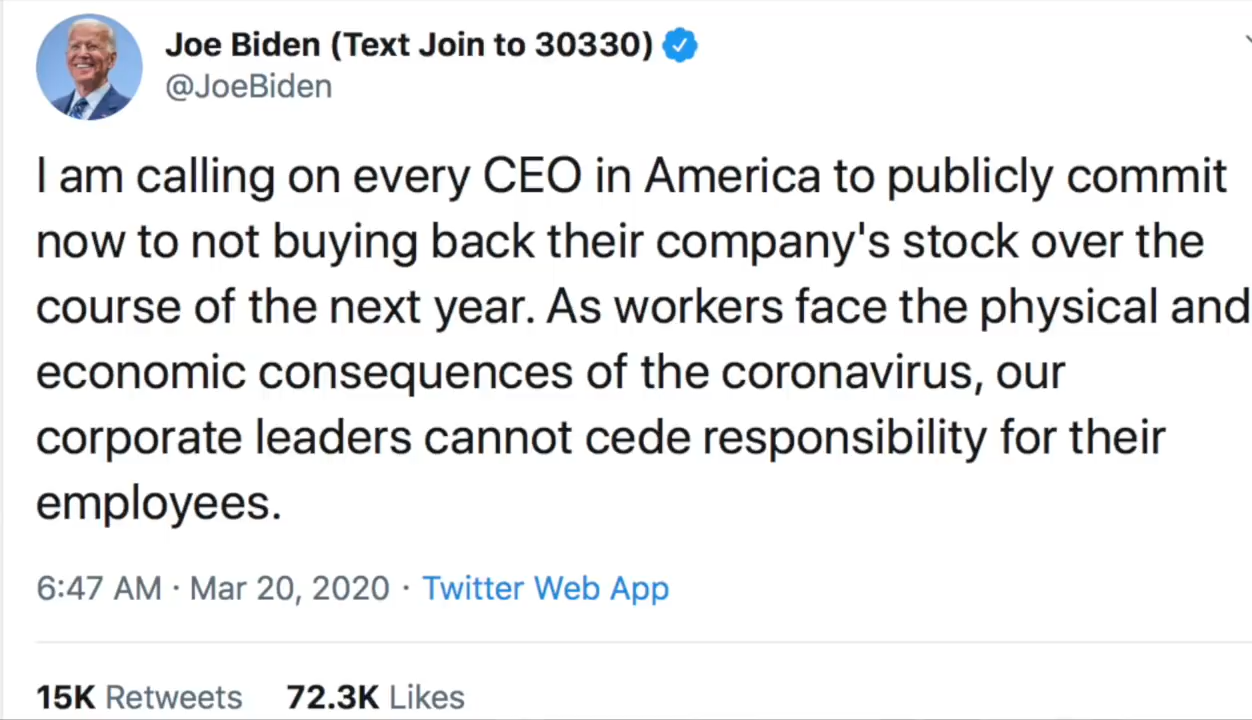 Joe Biden (Text Join to 30330)
@JoeBiden
I am calling on every CEO in America to publicly commit
now to not buying back their company's stock over the
course of the next year. As workers face the physical and
economic consequences of the coronavirus, our
corporate leaders cannot cede responsibility for their
employees.
6:47 AM · Mar 20, 2020 · Twitter Web App
15K Retweets 72.3K Likes